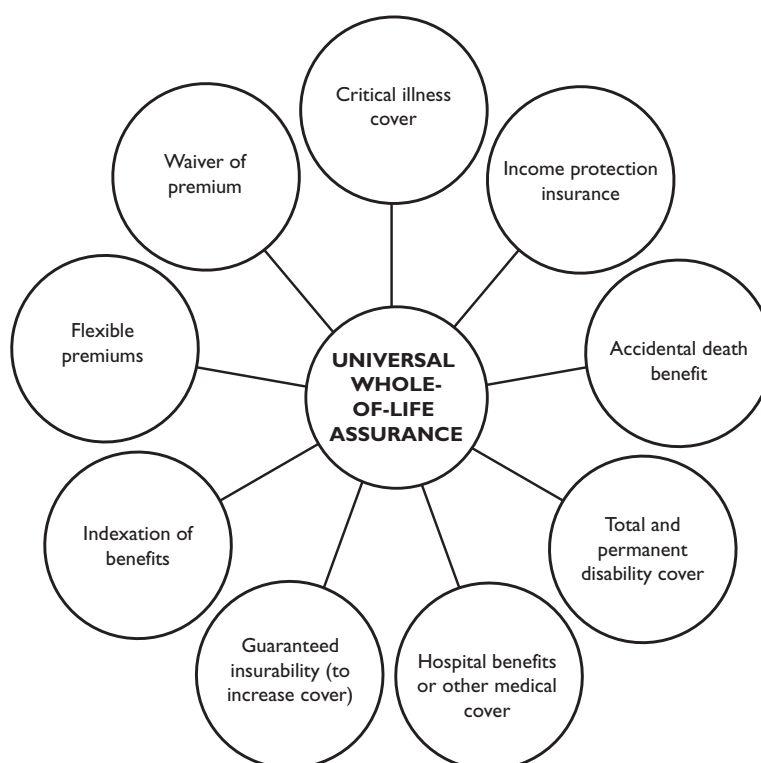 Critical illness
cover
Income protection
insurance
Accidental death
benefit
Total and
permanent
disability cover
Hospital benefits
or other medical
cover
Guaranteed
insurability (to
increase cover)
Indexation of
benefits
Flexible
premiums
Waiver of
premium
UNIVERSAL
WHOLE-
OF-LIFE
ASSURANCE